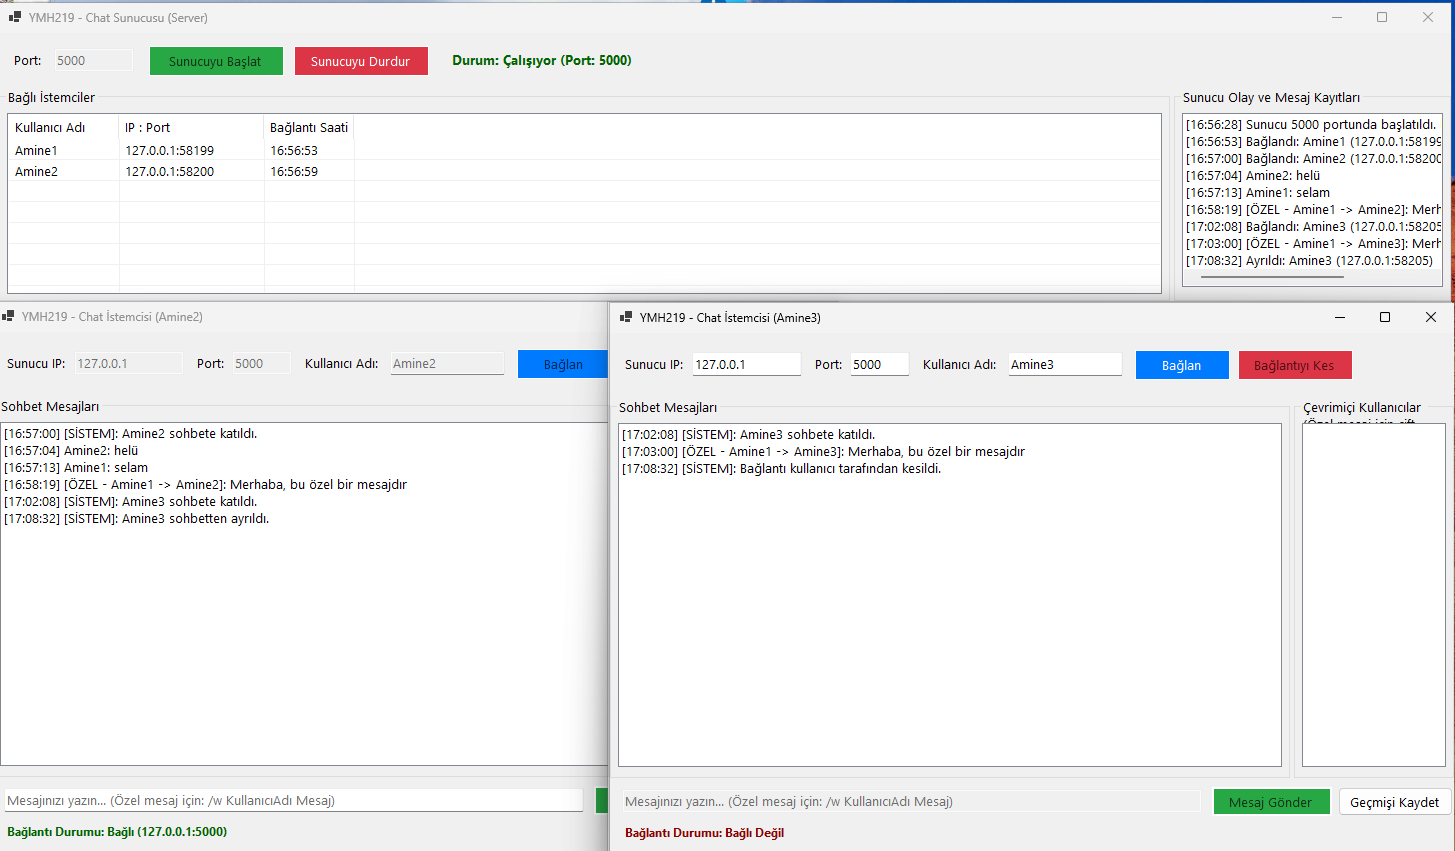 YMH219 - Chat Sunucusu (Server)
Port: 5000 Sunucuyu Başlat Sunucuyu Durdur Durum: Çalışıyor (Port: 5000)
Bağlı İstemciler
Kullanıcı Adı IP : Port Bağlantı Saati
Amine1 127.0.0.1:58199 16:56:53
Amine2 127.0.0.1:58200 16:56:59
Sunucu Olay ve Mesaj Kayıtları
[16:56:28] Sunucu 5000 portunda başlatıldı.
[16:56:53] Bağlandı: Amine1 (127.0.0.1:58199
[16:57:00] Bağlandı: Amine2 (127.0.0.1:58200
[16:57:04] Amine2: helü
[16:57:13] Amine1: selam
[16:58:19] [ÖZEL - Amine1 -> Amine2]: Merh
[17:02:08] Bağlandı: Amine3 (127.0.0.1:58205
[17:03:00] [ÖZEL - Amine1 -> Amine3]: Merh
[17:08:32] Ayrıldı: Amine3 (127.0.0.1:58205)
YMH219 - Chat İstemcisi (Amine2)
Sunucu IP: 127.0.0.1 Port: 5000 Kullanıcı Adı: Amine2 Bağlan
Sohbet Mesajları
[16:57:00] [SİSTEM]: Amine2 sohbete katıldı.
[16:57:04] Amine2: helü
[16:57:13] Amine1: selam
[16:58:19] [ÖZEL - Amine1 -> Amine2]: Merhaba, bu özel bir mesajdır
[17:02:08] [SİSTEM]: Amine3 sohbete katıldı.
[17:08:32] [SİSTEM]: Amine3 sohbetten ayrıldı.
Mesajınızı yazın... (Özel mesaj için: /w KullanıcıAdı Mesaj)
Bağlantı Durumu: Bağlı (127.0.0.1:5000)
YMH219 - Chat İstemcisi (Amine3)
Sunucu IP: 127.0.0.1 Port: 5000 Kullanıcı Adı: Amine3 Bağlan Bağlantıyı Kes
Sohbet Mesajları
[17:02:08] [SİSTEM]: Amine3 sohbete katıldı.
[17:03:00] [ÖZEL - Amine1 -> Amine3]: Merhaba, bu özel bir mesajdır
[17:08:32] [SİSTEM]: Bağlantı kullanıcı tarafından kesildi.
Çevrimiçi Kullanıcılar
(Özel mesaj için çift
Mesajınızı yazın... (Özel mesaj için: /w KullanıcıAdı Mesaj) Mesaj Gönder Geçmişi Kaydet
Bağlantı Durumu: Bağlı Değil